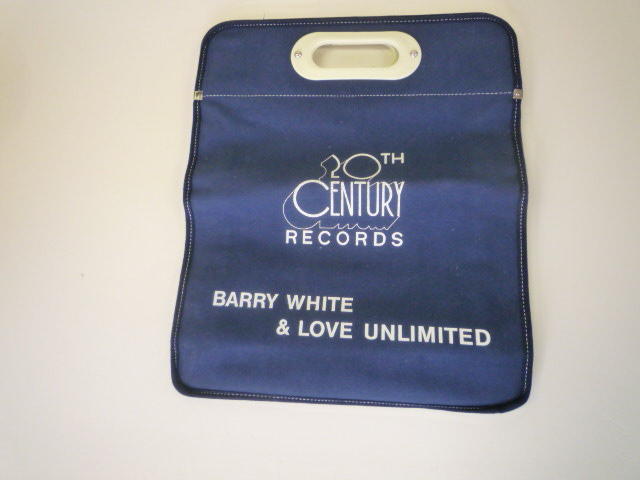 20TH
CENTURY
RECORDS
BARRY WHITE
& LOVE UNLIMITED